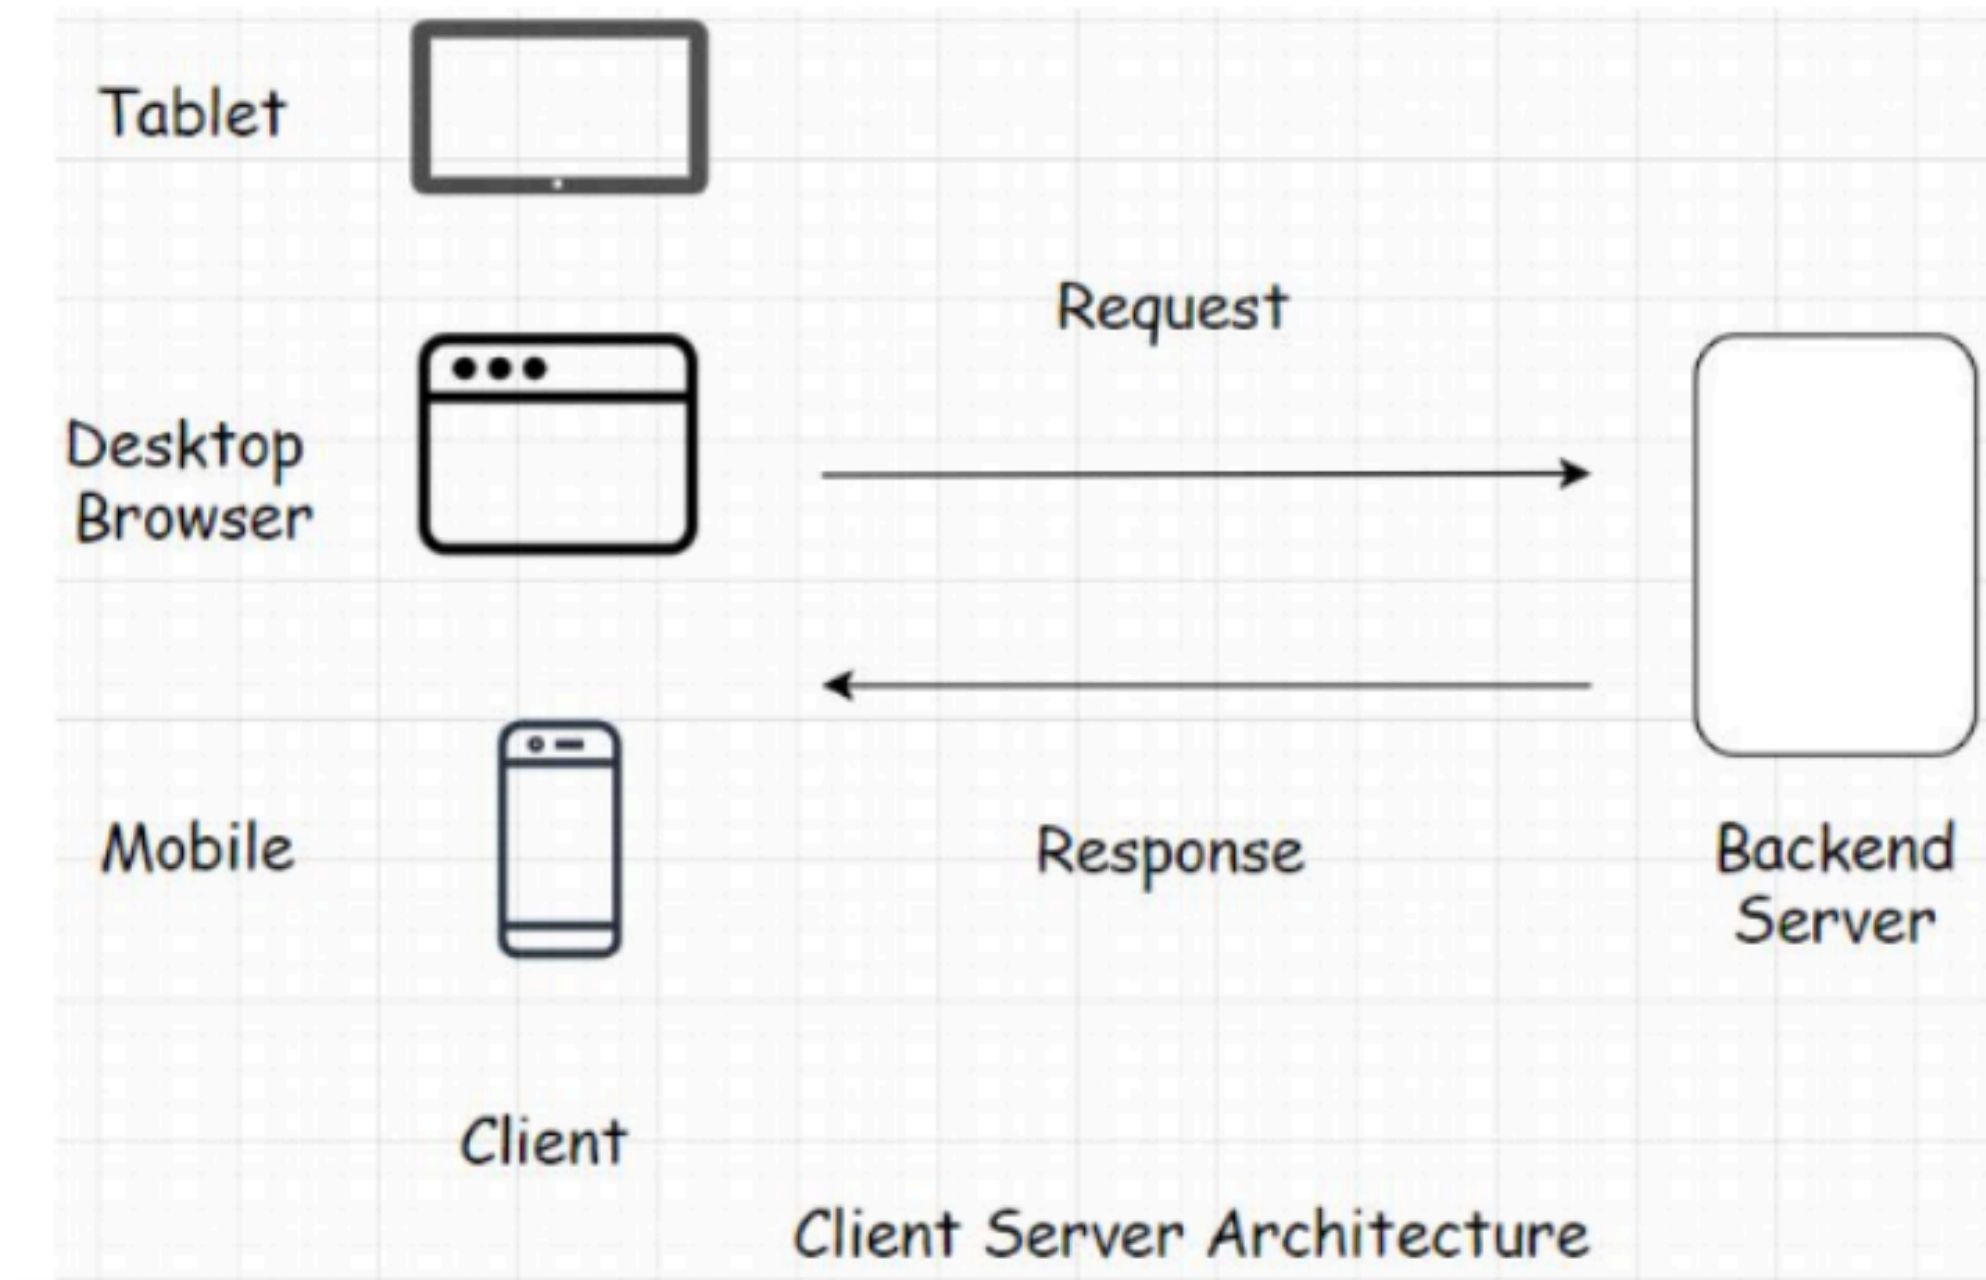 Tablet
Request
Desktop
Browser
Mobile
Response
Backend
Server
Client
Client Server Architecture